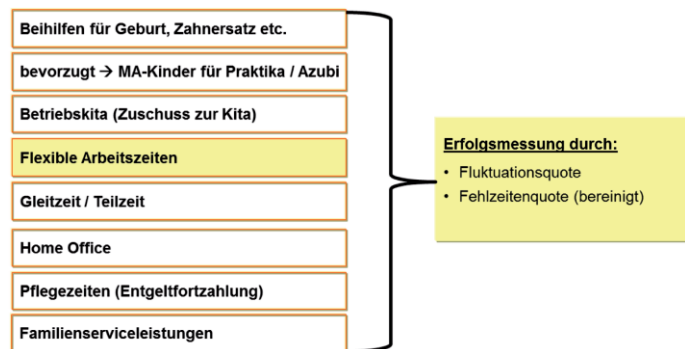 Beihilfen für Geburt, Zahnersatz etc.
bevorzugt → MA-Kinder für Praktika / Azubi
Betriebskita (Zuschuss zur Kita)
Flexible Arbeitszeiten
Gleitzeit / Teilzeit
Home Office
Pflegezeiten (Entgeltfortzahlung)
Familienserviceleistungen
Erfolgsmessung durch:
• Fluktuationsquote
• Fehlzeitenquote (bereinigt)